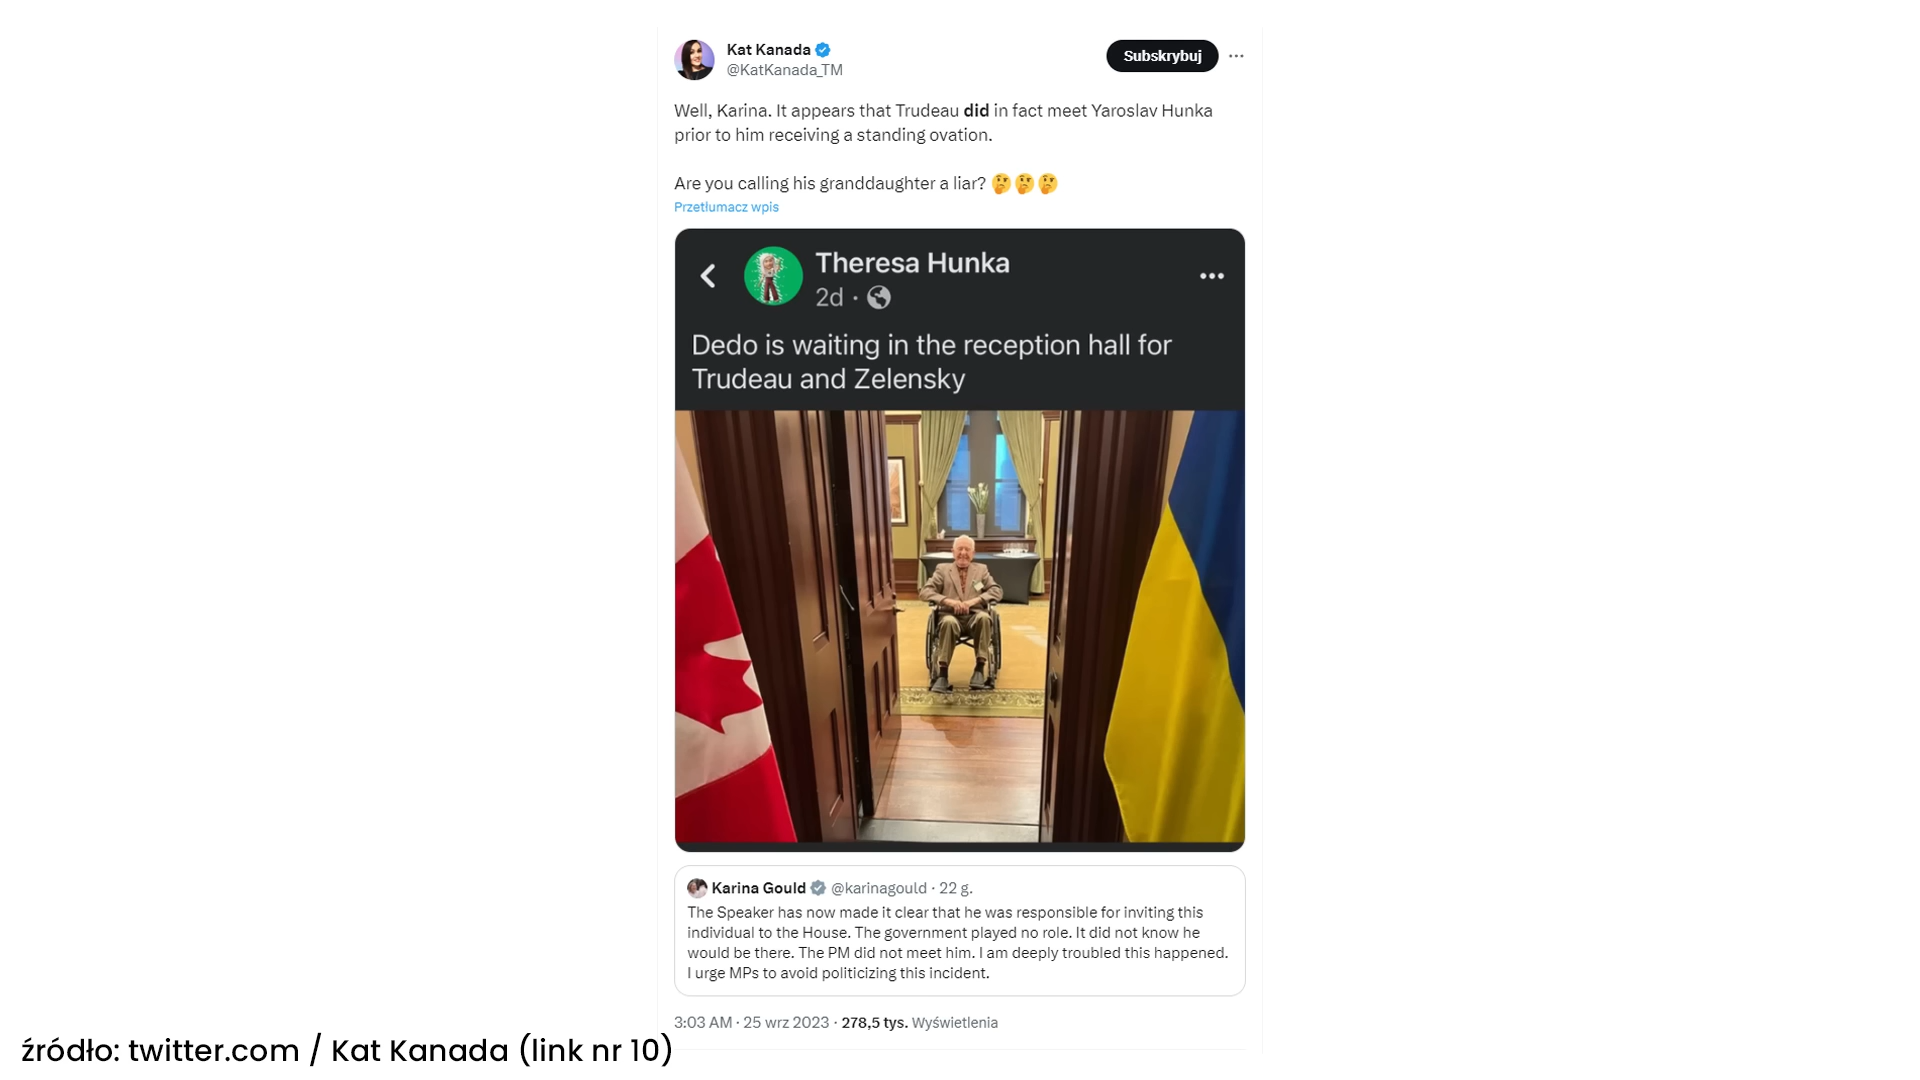 Kat Kanada
@KatKanada_TM
Subskrybuj
Well, Karina. It appears that Trudeau did in fact meet Yaroslav Hunka
prior to him receiving a standing ovation.
Are you calling his granddaughter a liar? 🤔🤔🤔
Przetłumacz wpis
Theresa Hunka
2d ·
Dedo is waiting in the reception hall for
Trudeau and Zelensky
Karina Gould @karinagould · 22 g.
The Speaker has now made it clear that he was responsible for inviting this
individual to the House. The government played no role. It did not know he
would be there. The PM did not meet him. I am deeply troubled this happened.
I urge MPs to avoid politicizing this incident.
3:03 AM · 25 wrz 2023 · 278,5 tys. Wyświetlenia
źródło: twitter.com / Kat Kanada (link nr 10)